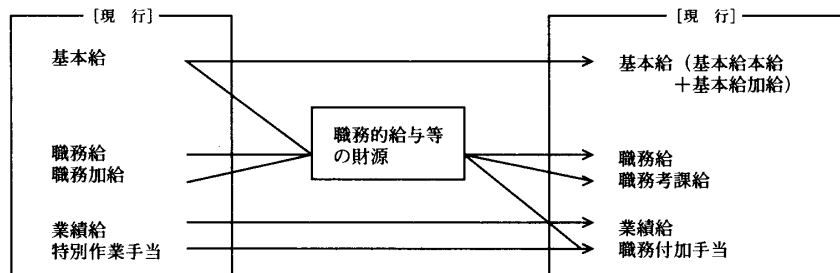 [現 行]
基本給
職務給
職務加給
業績給
特別作業手当
職務的給与等
の財源
[現 行]
基本給(基本給本給
+基本給加給)
職務給
職務考課給
業績給
職務付加手当